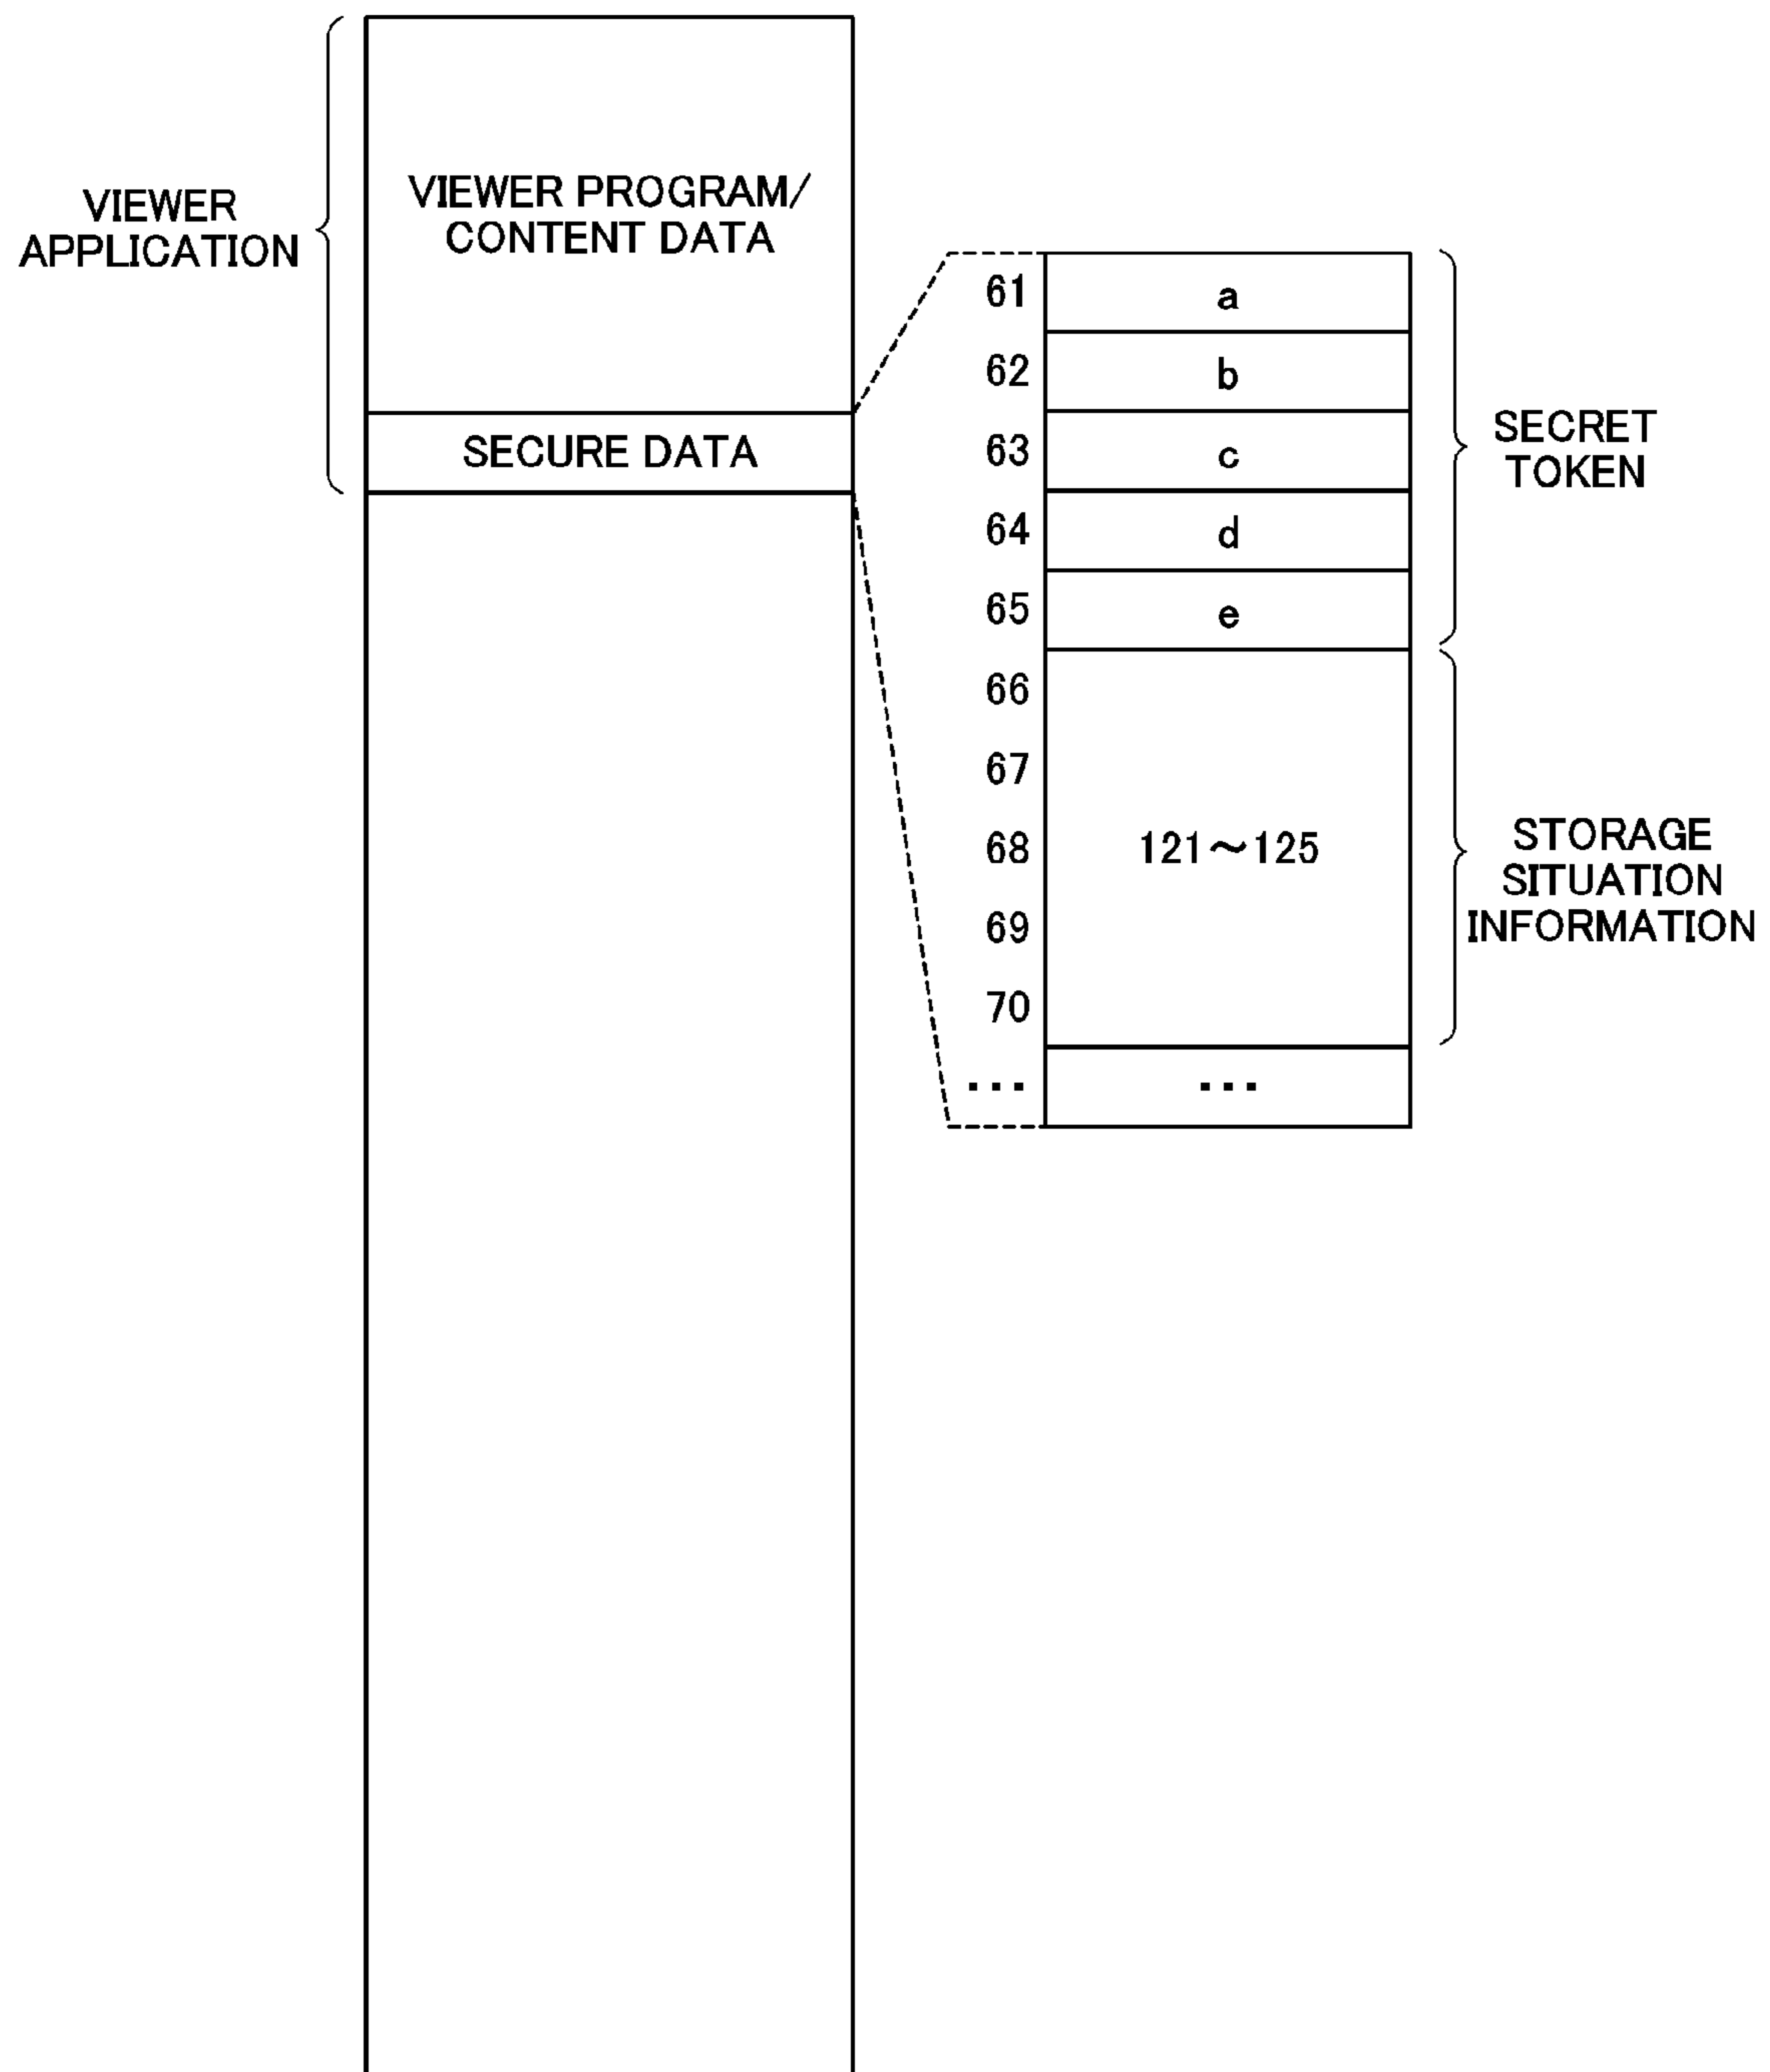 VIEWER
APPLICATION
VIEWER PROGRAM/
CONTENT DATA
SECURE DATA
61 a
62 b
63 c
64 d
65 e
66
67
68 121～125
69
70
... ...
SECRET
TOKEN
STORAGE
SITUATION
INFORMATION